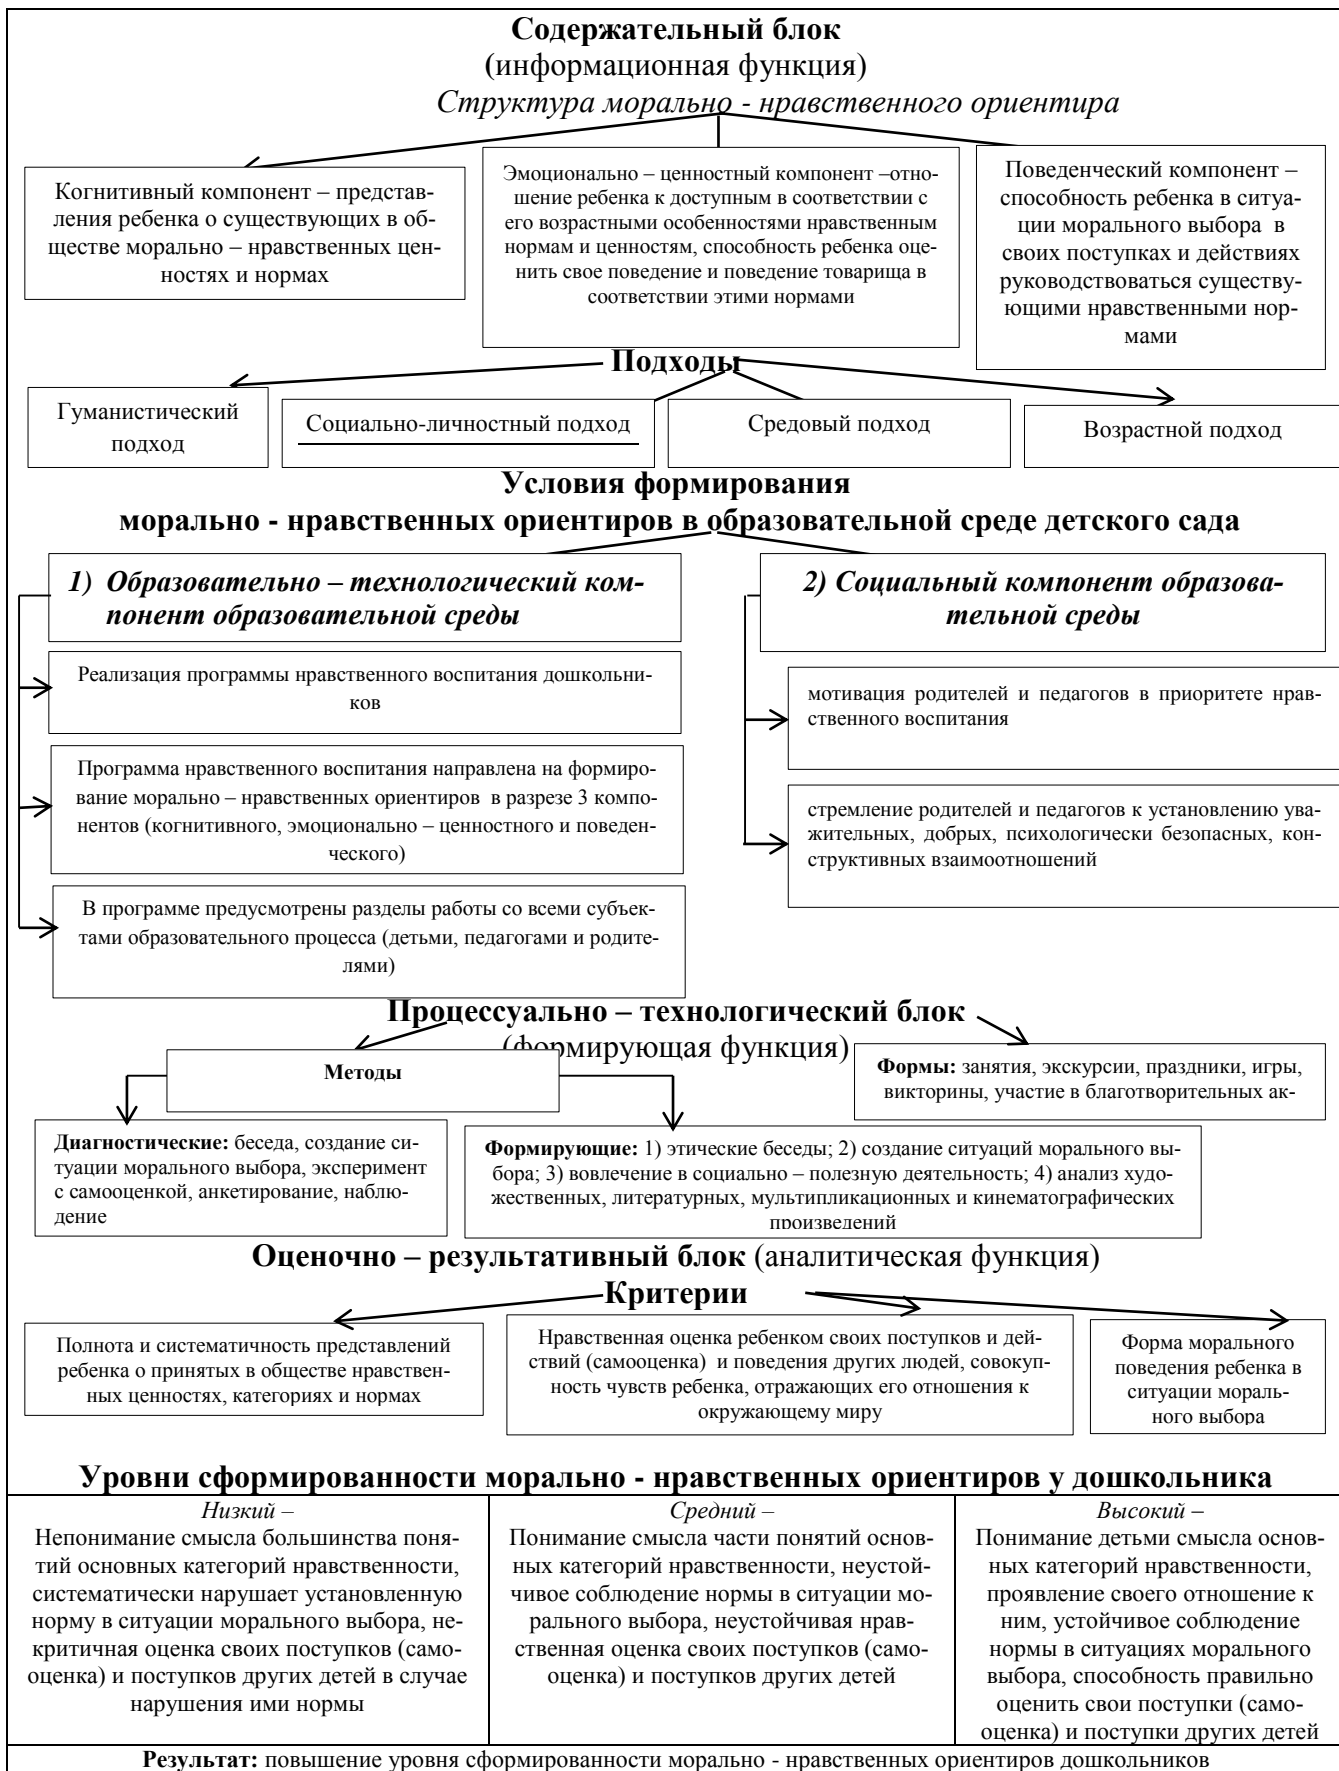 Содержательный блок
(информационная функция)
Структура морально - нравственного ориентира
Когнитивный компонент – представ-
ления ребенка о существующих в об-
ществе морально – нравственных цен-
ностях и нормах
Эмоционально – ценностный компонент –отно-
шение ребенка к доступным в соответствии с
его возрастными особенностями нравственным
нормам и ценностям, способность ребенка оце-
нить свое поведение и поведение товарища в
соответствии этими нормами
Поведенческий компонент –
способность ребенка в ситуа-
ции морального выбора в
своих поступках и действиях
руководствоваться существу-
ющими нравственными нор-
мами
Подходы
Гуманистический
подход
Социально-личностный подход
Средовый подход
Возрастной подход
Условия формирования
морально - нравственных ориентиров в образовательной среде детского сада
1) Образовательно – технологический ком-
понент образовательной среды
Реализация программы нравственного воспитания дошкольни-
ков
Программа нравственного воспитания направлена на формиро-
вание морально – нравственных ориентиров в разрезе 3 компо-
нентов (когнитивного, эмоционально – ценностного и поведен-
ческого)
В программе предусмотрены разделы работы со всеми субъек-
тами образовательного процесса (детьми, педагогами и родите-
лями)
2) Социальный компонент образова-
тельной среды
мотивация родителей и педагогов в приоритете нрав-
ственного воспитания
стремление родителей и педагогов к установлению ува-
жительных, добрых, психологически безопасных, кон-
структивных взаимоотношений
Процессуально – технологический блок
(формирующая функция)
Методы
Формы: занятия, экскурсии, праздники, игры,
викторины, участие в благотворительных ак-
Диагностические: беседа, создание си-
туации морального выбора, эксперимент
с самооценкой, анкетирование, наблю-
дение
Формирующие: 1) этические беседы; 2) создание ситуаций морального вы-
бора; 3) вовлечение в социально – полезную деятельность; 4) анализ худо-
жественных, литературных, мультипликационных и кинематографических
произведений
Оценочно – результативный блок (аналитическая функция)
Критерии
Полнота и систематичность представлений
ребенка о принятых в обществе нравствен-
ных ценностях, категориях и нормах
Нравственная оценка ребенком своих поступков и дей-
ствий (самооценка) и поведения других людей, совокуп-
ность чувств ребенка, отражающих его отношения к
окружающему миру
Форма морального
поведения ребенка в
ситуации мораль-
ного выбора
Уровни сформированности морально - нравственных ориентиров у дошкольника
Низкий –
Непонимание смысла большинства поня-
тий основных категорий нравственности,
систематически нарушает установленную
норму в ситуации морального выбора, не-
критичная оценка своих поступков (само-
оценка) и поступков других детей в случае
нарушения ими нормы
Средний –
Понимание смысла части понятий основ-
ных категорий нравственности, неустой-
чивое соблюдение нормы в ситуации мо-
рального выбора, неустойчивая нрав-
ственная оценка своих поступков (само-
оценка) и поступков других детей
Высокий –
Понимание детьми смысла основ-
ных категорий нравственности,
проявление своего отношение к
ним, устойчивое соблюдение
нормы в ситуациях морального
выбора, способность правильно
оценить свои поступки (само-
оценка) и поступки других детей
Результат: повышение уровня сформированности морально - нравственных ориентиров дошкольников